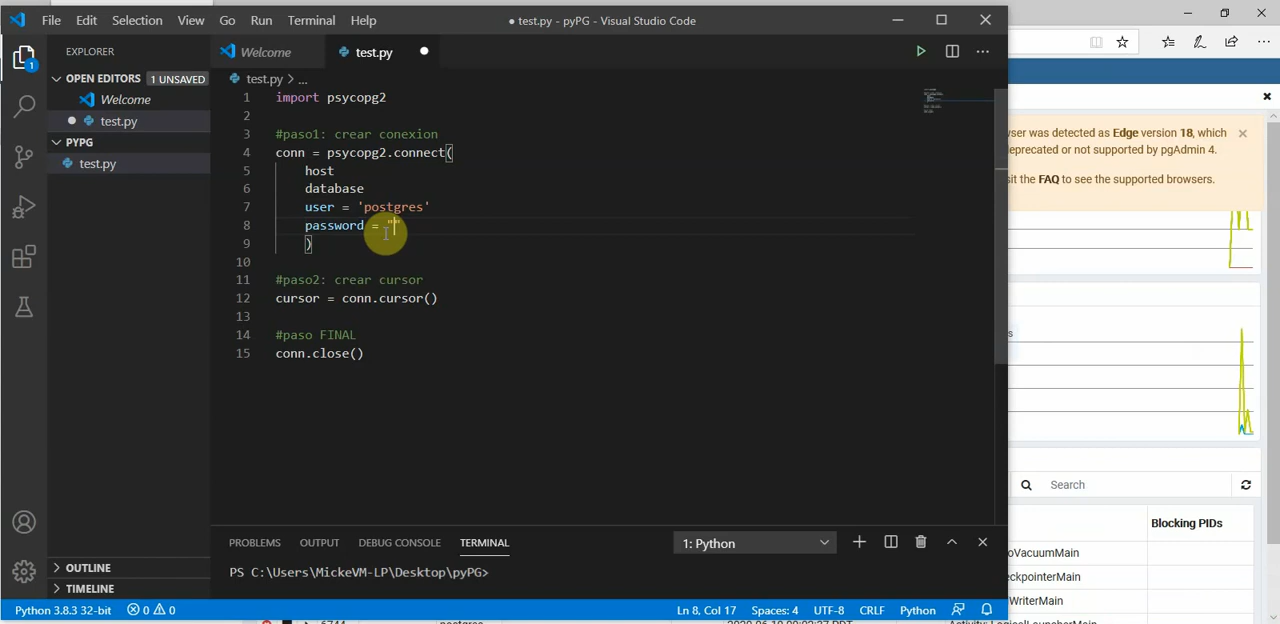 File Edit Selection View Go Run Terminal Help
● test.py - pyPG - Visual Studio Code
EXPLORER
OPEN EDITORS 1 UNSAVED
Welcome
test.py
PYPG
test.py
OUTLINE
TIMELINE
1
Welcome
test.py
test.py > ...
1 import psycopg2
2
3 #paso1: crear conexion
4 conn = psycopg2.connect(
5 host
6 database
7 user = 'postgres'
8 password = ""
9 )
10
11 #paso2: crear cursor
12 cursor = conn.cursor()
13
14 #paso FINAL
15 conn.close()
PROBLEMS OUTPUT DEBUG CONSOLE TERMINAL
1: Python
PS C:\Users\MickeVM-LP\Desktop\pyPG>
Python 3.8.3 32-bit 0 0 Ln 8, Col 17 Spaces: 4 UTF-8 CRLF Python
ser was detected as Edge version 18, which
deprecated or not supported by pgAdmin 4.
sit the FAQ to see the supported browsers.
s
Search
Blocking PIDs
oVacuumMain
eckpointerMain
WriterMain